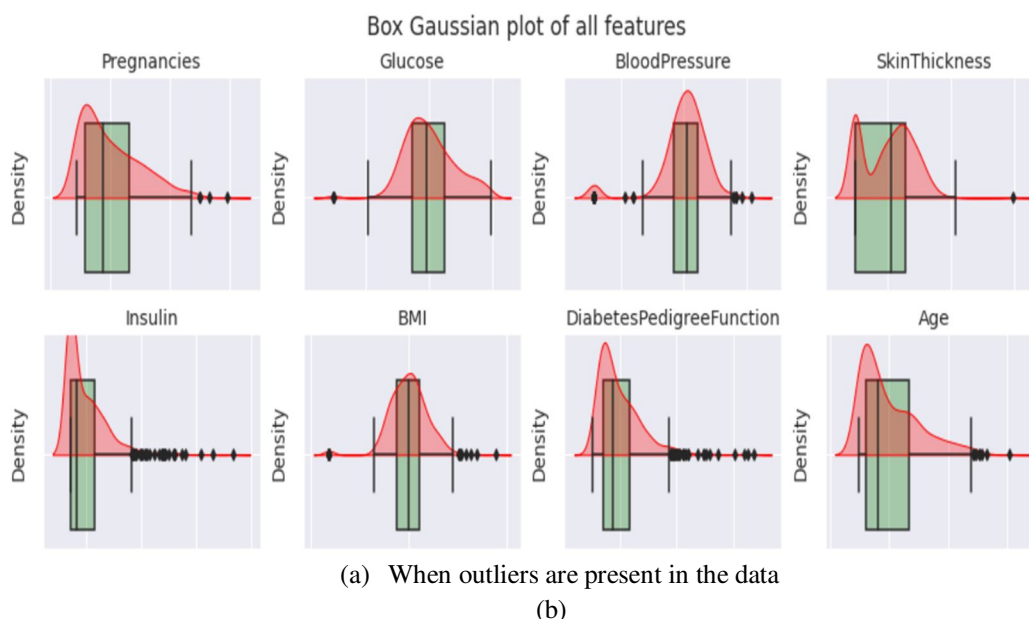 Box Gaussian plot of all features
Pregnancies Glucose BloodPressure SkinThickness
Density Density Density Density
Insulin BMI DiabetesPedigreeFunction Age
Density Density Density Density
(a) When outliers are present in the data
(b)